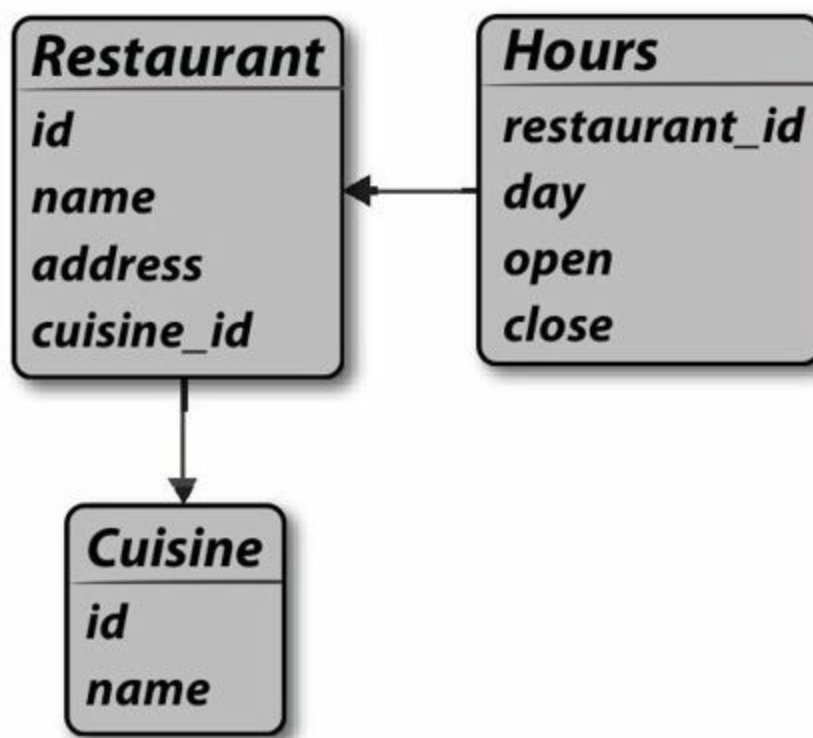 Restaurant
id
name
address
cuisine_id
Hours
restaurant_id
day
open
close
Cuisine
id
name